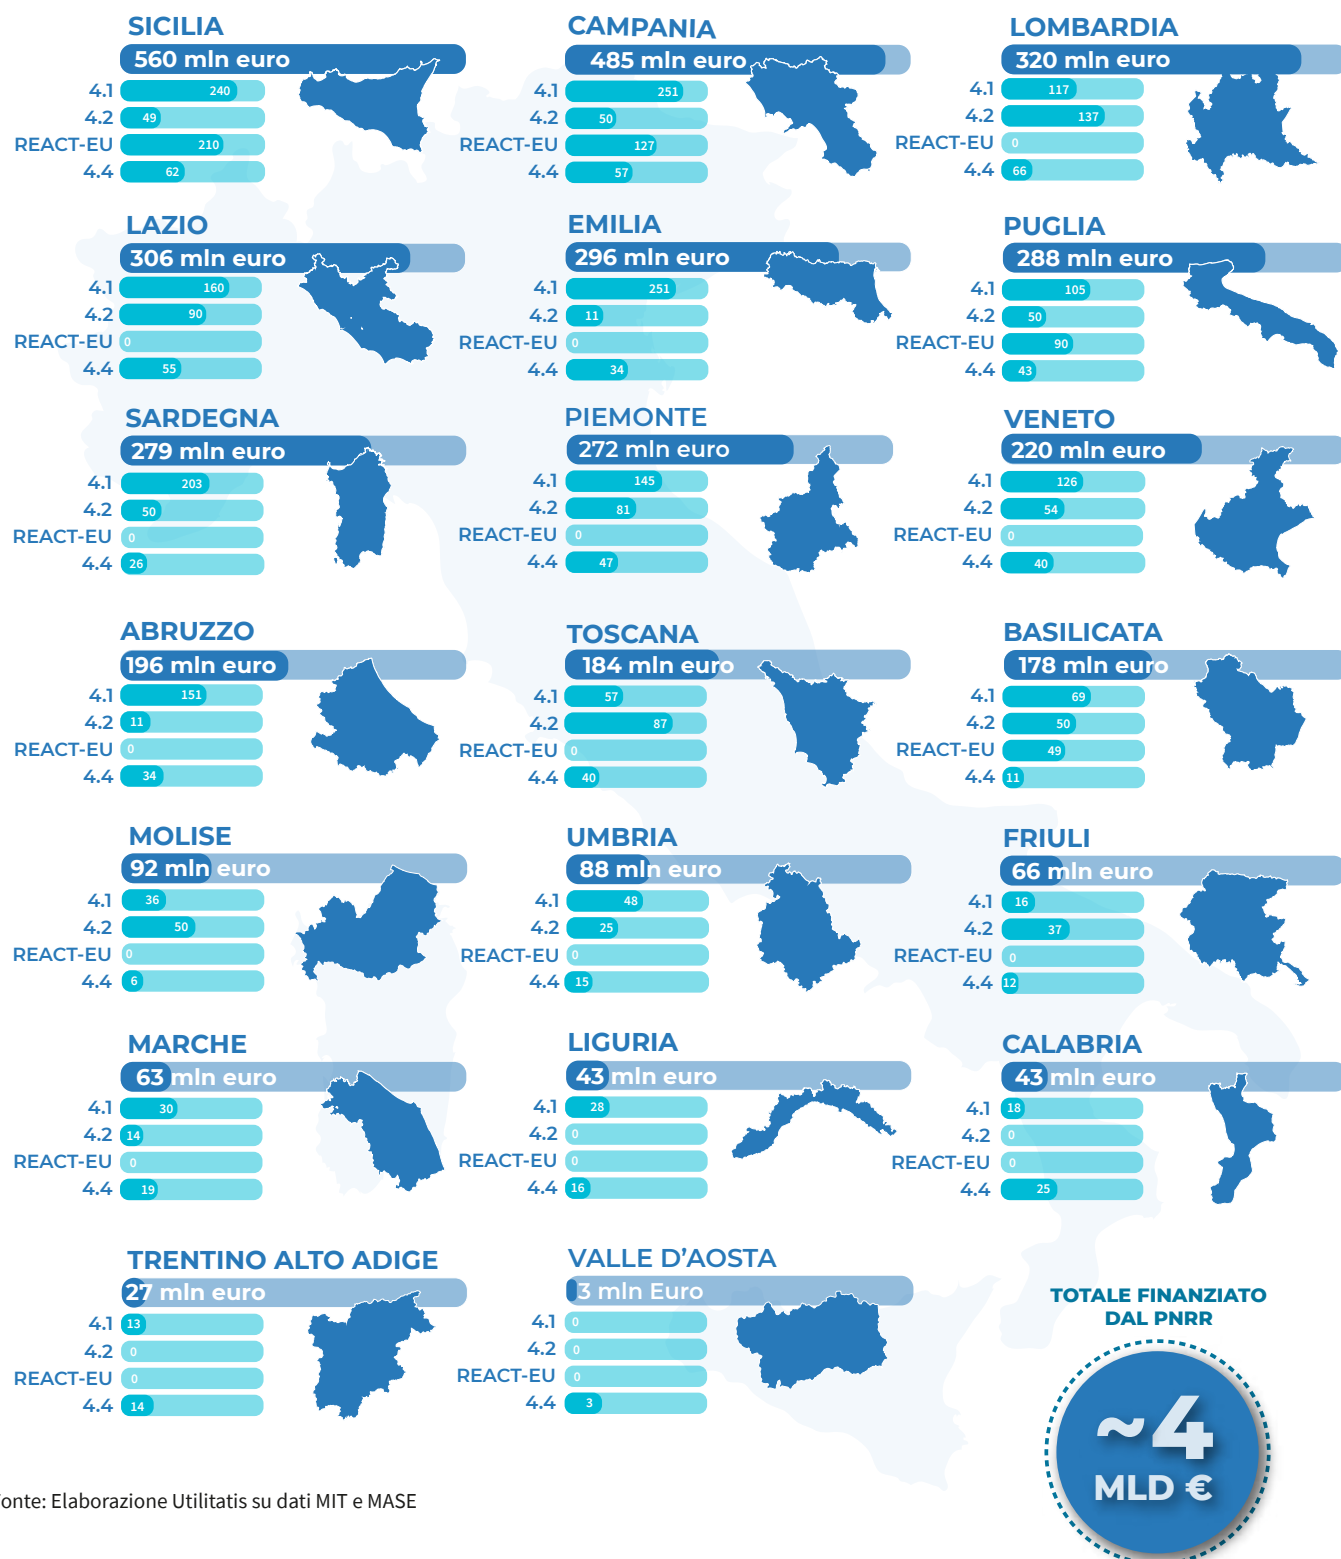 SICILIA
560 mln euro
4.1 240
4.2 49
REACT-EU 210
4.4 62
CAMPANIA
485 mln euro
4.1 251
4.2 50
REACT-EU 127
4.4 57
LOMBARDIA
320 mln euro
4.1 117
4.2 137
REACT-EU 0
4.4 66
LAZIO
306 mln euro
4.1 160
4.2 90
REACT-EU 0
4.4 55
EMILIA
296 mln euro
4.1 251
4.2 11
REACT-EU 0
4.4 34
PUGLIA
288 mln euro
4.1 105
4.2 50
REACT-EU 90
4.4 43
SARDEGNA
279 mln euro
4.1 203
4.2 50
REACT-EU 0
4.4 26
PIEMONTE
272 mln euro
4.1 145
4.2 81
REACT-EU 0
4.4 47
VENETO
220 mln euro
4.1 126
4.2 54
REACT-EU 0
4.4 40
ABRUZZO
196 mln euro
4.1 151
4.2 11
REACT-EU 0
4.4 34
TOSCANA
184 mln euro
4.1 57
4.2 87
REACT-EU 0
4.4 40
BASILICATA
178 mln euro
4.1 69
4.2 50
REACT-EU 49
4.4 11
MOLISE
92 mln euro
4.1 36
4.2 50
REACT-EU 0
4.4 6
UMBRIA
88 mln euro
4.1 48
4.2 25
REACT-EU 0
4.4 15
FRIULI
66 mln euro
4.1 16
4.2 37
REACT-EU 0
4.4 12
MARCHE
63 mln euro
4.1 30
4.2 14
REACT-EU 0
4.4 19
LIGURIA
43 mln euro
4.1 28
4.2 0
REACT-EU 0
4.4 16
CALABRIA
43 mln euro
4.1 18
4.2 0
REACT-EU 0
4.4 25
TRENTINO ALTO ADIGE
27 mln euro
4.1 13
4.2 0
REACT-EU 0
4.4 14
VALLE D'AOSTA
3 mln Euro
4.1 0
4.2 0
REACT-EU 0
4.4 3
TOTALE FINANZIATO
DAL PNRR
~4
MLD €
onte: Elaborazione Utilitatis su dati MIT e MASE